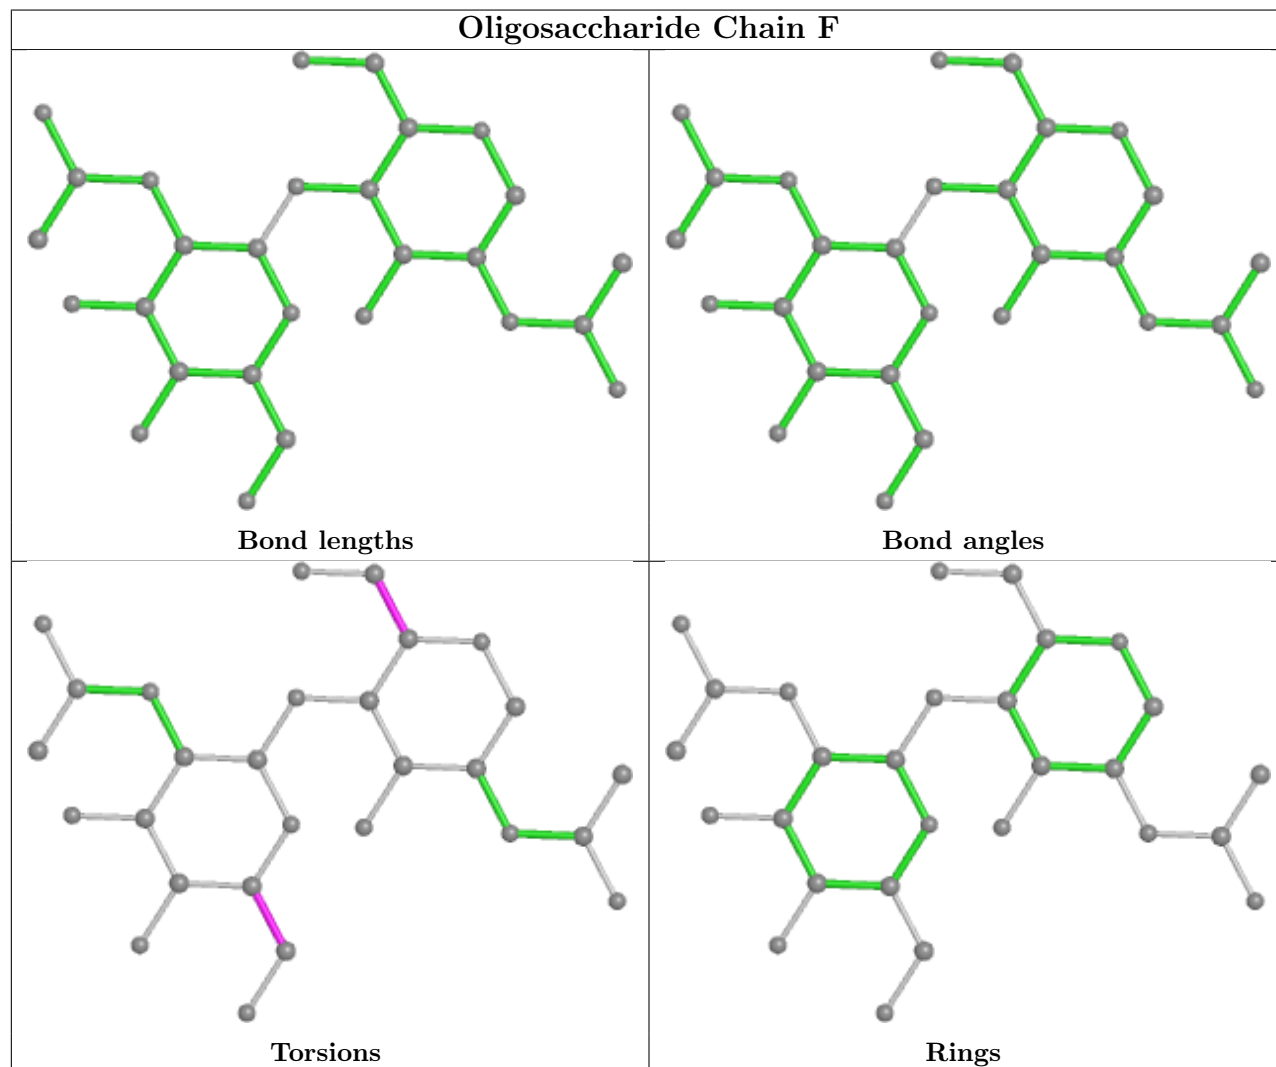 Oligosaccharide Chain F
Bond lengths
Bond angles
Torsions
Rings